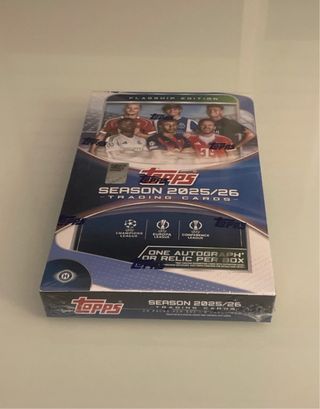 FLAGSHIP EDITION
topps
SEASON 2025/26
TRADING CARDS
CHAMPIONS LEAGUE
EUROPA LEAGUE
CONFERENCE LEAGUE
ONE AUTOGRAPH
OR RELIC PER BOX
H
topps
SEASON 2025/26
TRADING CARDS